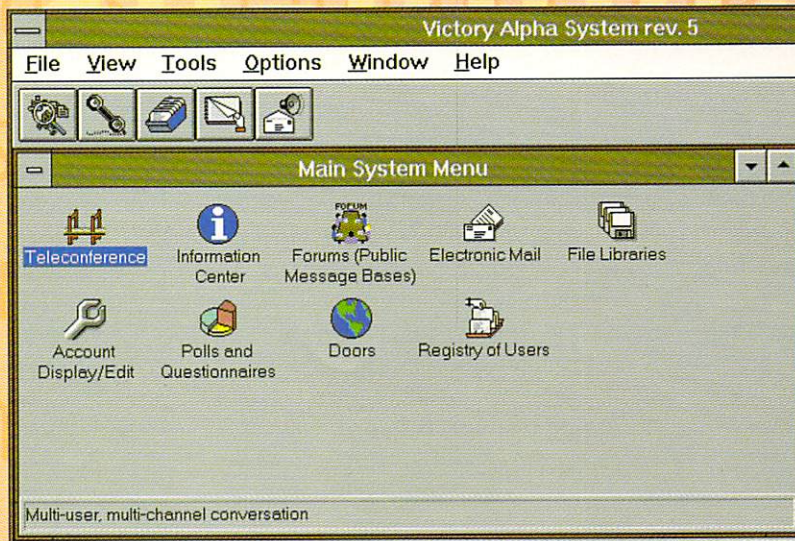 Victory Alpha System rev. 5
File View Tools Options Window Help
Main System Menu
FORUM
Teleconference
Information
Center
Forums (Public
Message Bases)
Electronic Mail
File Libraries
Account
Display/Edit
Polls and
Questionnaires
Doors
Registry of Users
Multi-user, multi-channel conversation